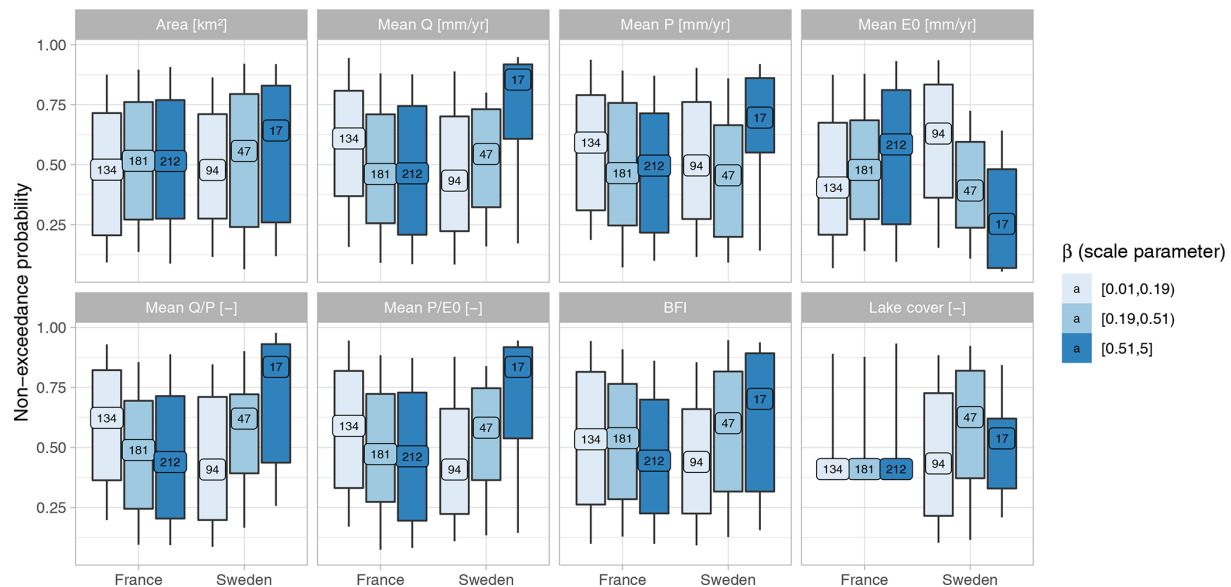 Area [km²]
Mean Q [mm/yr]
Mean P [mm/yr]
Mean E0 [mm/yr]
1.00
0.75
0.50
0.25
134
181
212
94
47
17
134
181
212
94
47
17
134
181
212
94
47
17
134
181
212
94
47
17
Non-exceedance probability
Mean Q/P [−]
Mean P/E0 [−]
BFI
Lake cover [−]
1.00
0.75
0.50
0.25
134
181
212
94
47
17
134
181
212
94
47
17
134
181
212
94
47
17
134
181
212
94
47
17
France
Sweden
France
Sweden
France
Sweden
France
Sweden
β (scale parameter)
a [0.01,0.19)
a [0.19,0.51)
a [0.51,5]